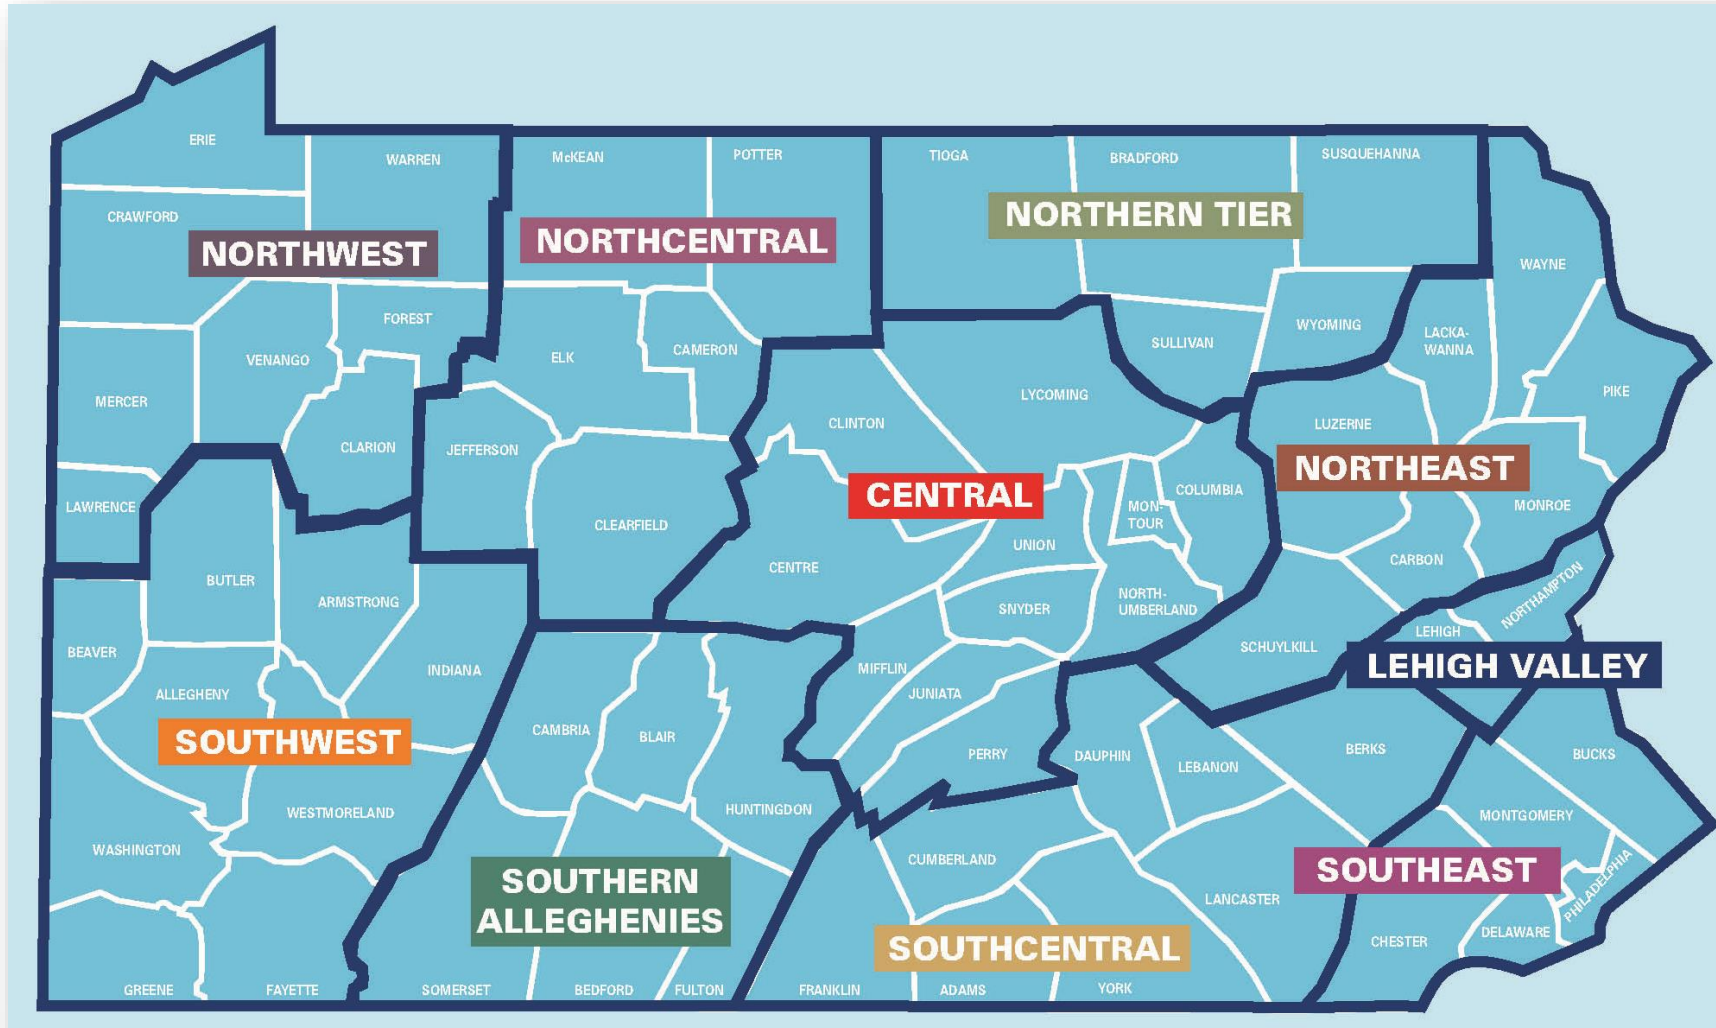 ERIE
WARREN
McKEAN
POTTER
TIOGA
BRADFORD
SUSQUEHANNA
CRAWFORD
NORTHWEST
NORTHCENTRAL
NORTHERN TIER
WAYNE
FOREST
VENANGO
ELK
CAMERON
SULLIVAN
WYOMING
LACKA-
WANNA
MERCER
CLARION
JEFFERSON
CLINTON
LYCOMING
LUZERNE
PIKE
LAWRENCE
CLEARFIELD
CENTRAL
COLUMBIA
MON-
TOUR
NORTHEAST
MONROE
BUTLER
ARMSTRONG
CENTRE
UNION
SNYDER
NORTH-
UMBERLAND
CARBON
NORTHAMPTON
BEAVER
ALLEGHENY
INDIANA
MIFFLIN
JUNIATA
SCHUYLKILL
LEHIGH
LEHIGH VALLEY
SOUTHWEST
CAMBRIA
BLAIR
PERRY
DAUPHIN
LEBANON
BERKS
BUCKS
WASHINGTON
WESTMORELAND
HUNTINGDON
MONTGOMERY
SOUTHERN
ALLEGHENIES
CUMBERLAND
LANCASTER
SOUTHEAST
PHILADELPHIA
SOUTHCENTRAL
CHESTER
DELAWARE
GREENE
FAYETTE
SOMERSET
BEDFORD
FULTON
FRANKLIN
ADAMS
YORK